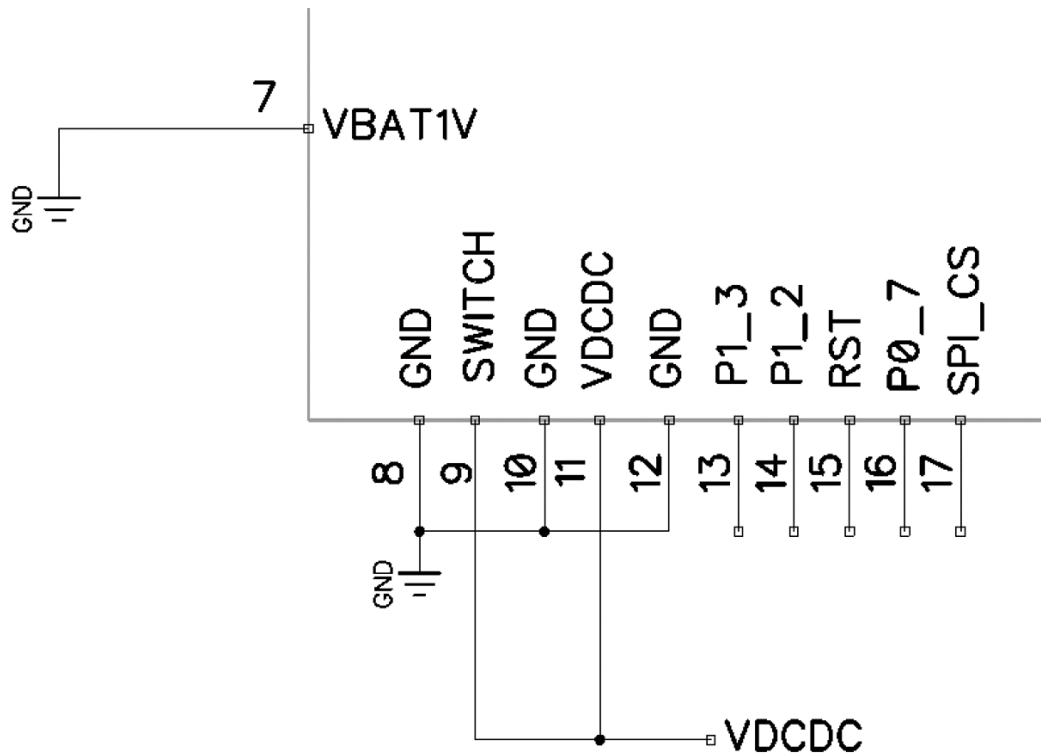 7
VBAT1V
GND
GND
SWITCH
GND
VDCDC
GND
P1_3
P1_2
RST
P0_7
SPI_CS
8
9
10
11
12
13
14
15
16
17
GND
VDCDC